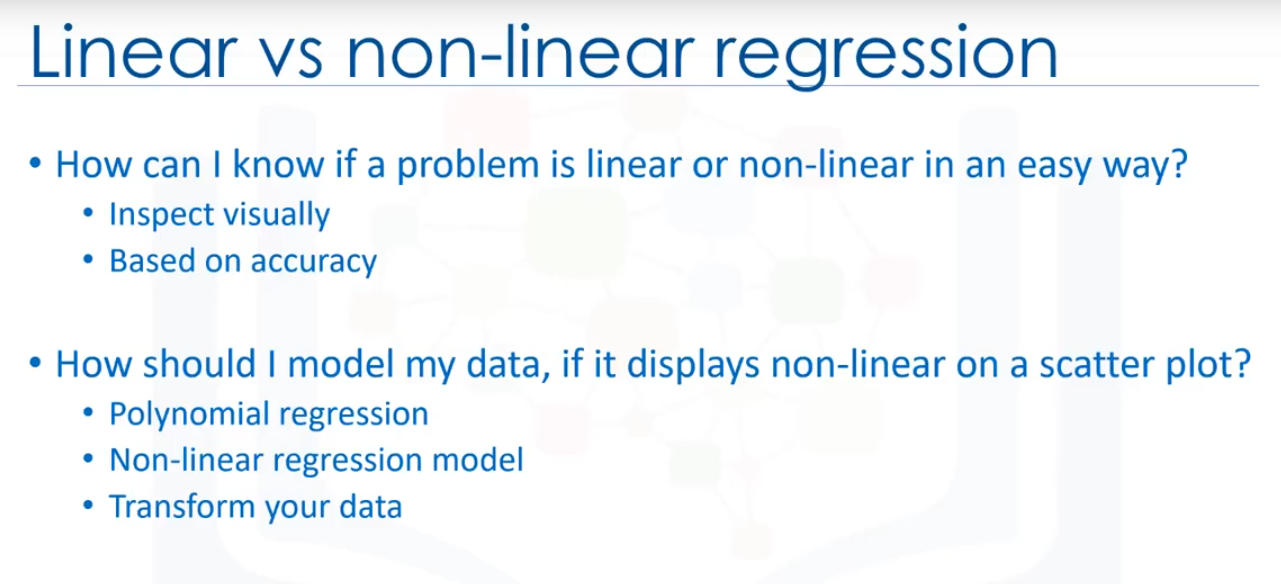 Linear vs non-linear regression
• How can I know if a problem is linear or non-linear in an easy way?
• Inspect visually
• Based on accuracy
• How should I model my data, if it displays non-linear on a scatter plot?
• Polynomial regression
• Non-linear regression model
• Transform your data